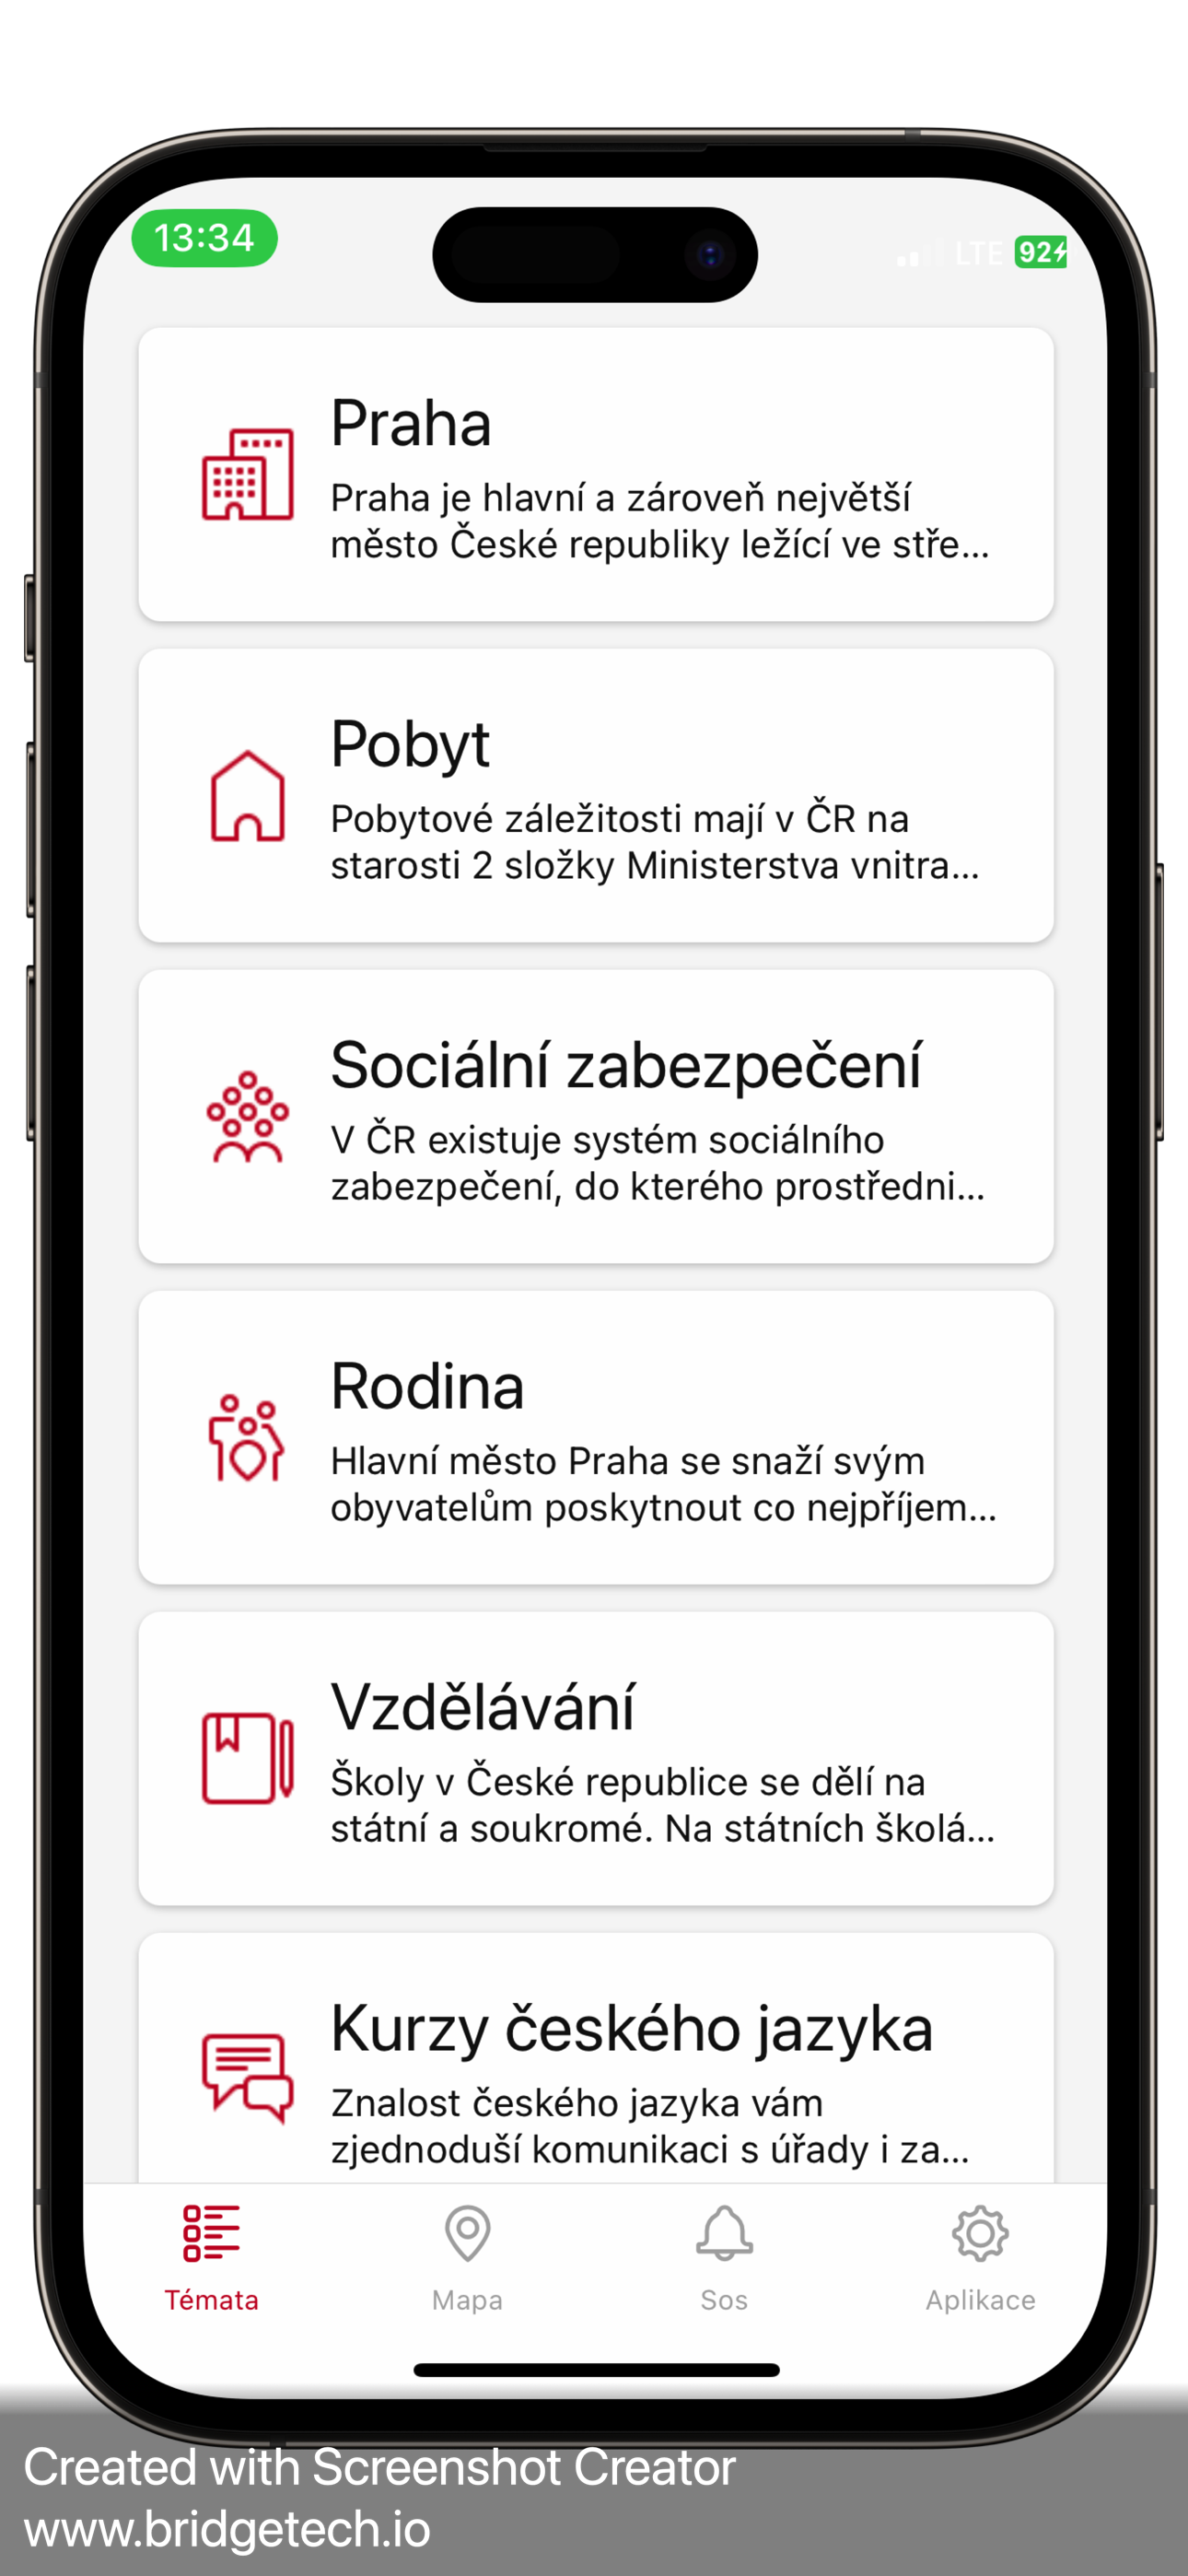 13:34
LTE 92
Praha
Praha je hlavní a zároveň největší
město České republiky ležící ve stře...
Pobyt
Pobytové záležitosti mají v ČR na
starosti 2 složky Ministerstva vnitra...
Sociální zabezpečení
V ČR existuje systém sociálního
zabezpečení, do kterého prostředni...
Rodina
Hlavní město Praha se snaží svým
obyvatelům poskytnout co nejpříjem...
Vzdělávání
Školy v České republice se dělí na
státní a soukromé. Na státních školá...
Kurzy českého jazyka
Znalost českého jazyka vám
zjednoduší komunikaci s úřady i za...
Témata Mapa Sos Aplikace
Created with Screenshot Creator
www.bridgetech.io